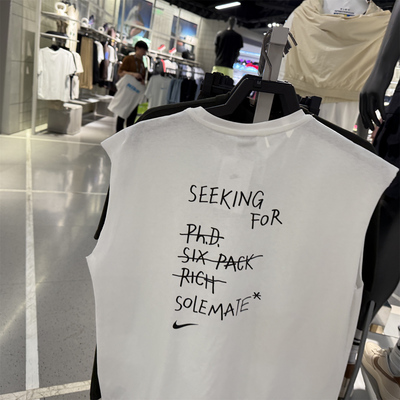 SEEKING
FOR
Ph.D.
SIX PACK
RICH
SOLEMATE*